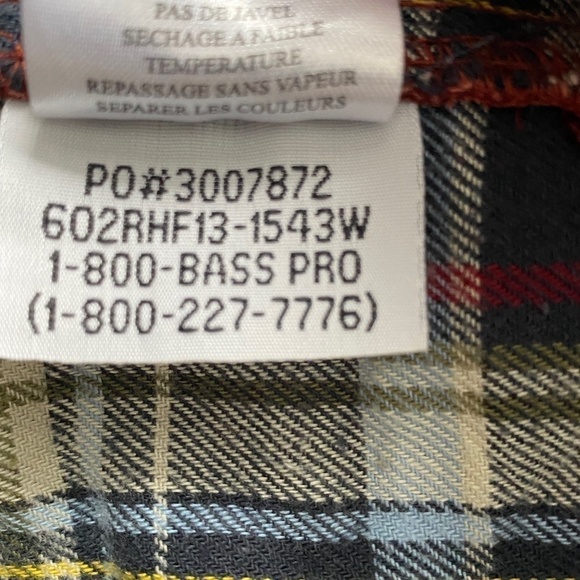 PAS DE JAVEL
SECHAGE A FAIBLE
TEMPERATURE
REPASSAGE SANS VAPEUR
SEPARER LES COULEURS
PO#3007872
602RHF13-1543W
1-800-BASS PRO
(1-800-227-7776)